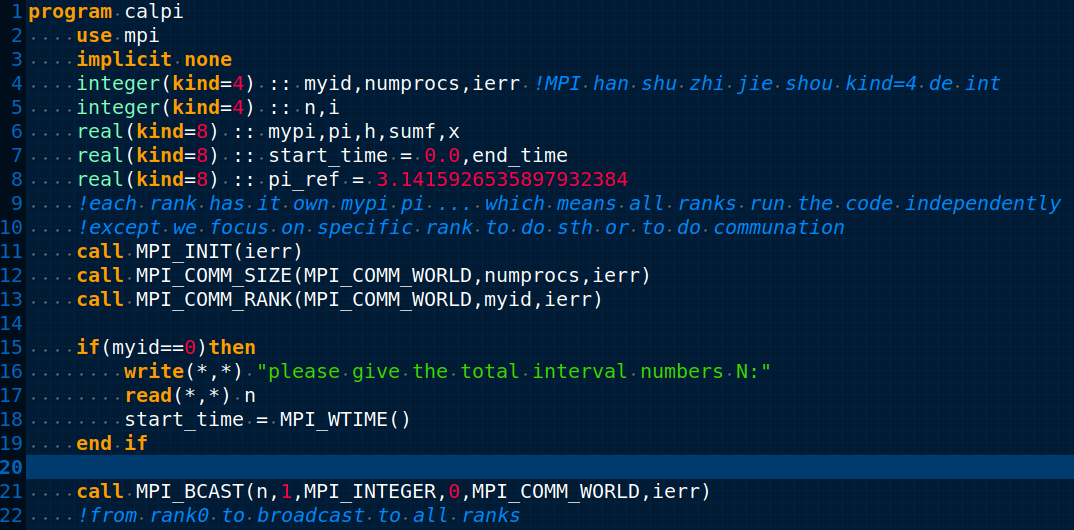 1 program calpi
2     use mpi
3     implicit none
4     integer(kind=4) :: myid,numprocs,ierr !MPI han shu zhi jie shou kind=4 de int
5     integer(kind=4) :: n,i
6     real(kind=8) :: mypi,pi,h,sumf,x
7     real(kind=8) :: start_time = 0.0,end_time
8     real(kind=8) :: pi_ref = 3.1415926535897932384
9     !each rank has it own mypi pi ... which means all ranks run the code independently
10     !except we focus on specific rank to do sth or to do communation
11     call MPI_INIT(ierr)
12     call MPI_COMM_SIZE(MPI_COMM_WORLD,numprocs,ierr)
13     call MPI_COMM_RANK(MPI_COMM_WORLD,myid,ierr)
14
15     if(myid==0)then
16         write(*,*) "please give the total interval numbers N:"
17         read(*,*) n
18         start_time = MPI_WTIME()
19     end if
20
21     call MPI_BCAST(n,1,MPI_INTEGER,0,MPI_COMM_WORLD,ierr)
22     !from rank0 to broadcast to all ranks